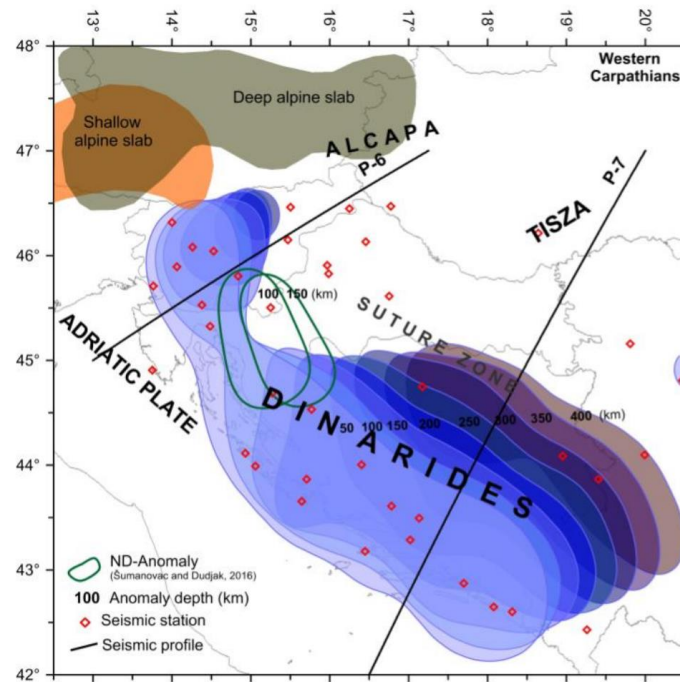 13° 14° 15° 16° 17° 18° 19° 20°
48°
47°
46°
45°
44°
43°
42°
Western
Carpathians
Deep alpine slab
Shallow
alpine slab
ALCAPA
P-6
P-7
TISZA
100 150 (km)
SUTURE ZONE
ADRIATIC PLATE
DINARIDES
50 100 150 200 250 300 350 400 (km)
ND-Anomaly
(Šumanovac and Dudjak, 2016)
100 Anomaly depth (km)
Seismic station
Seismic profile